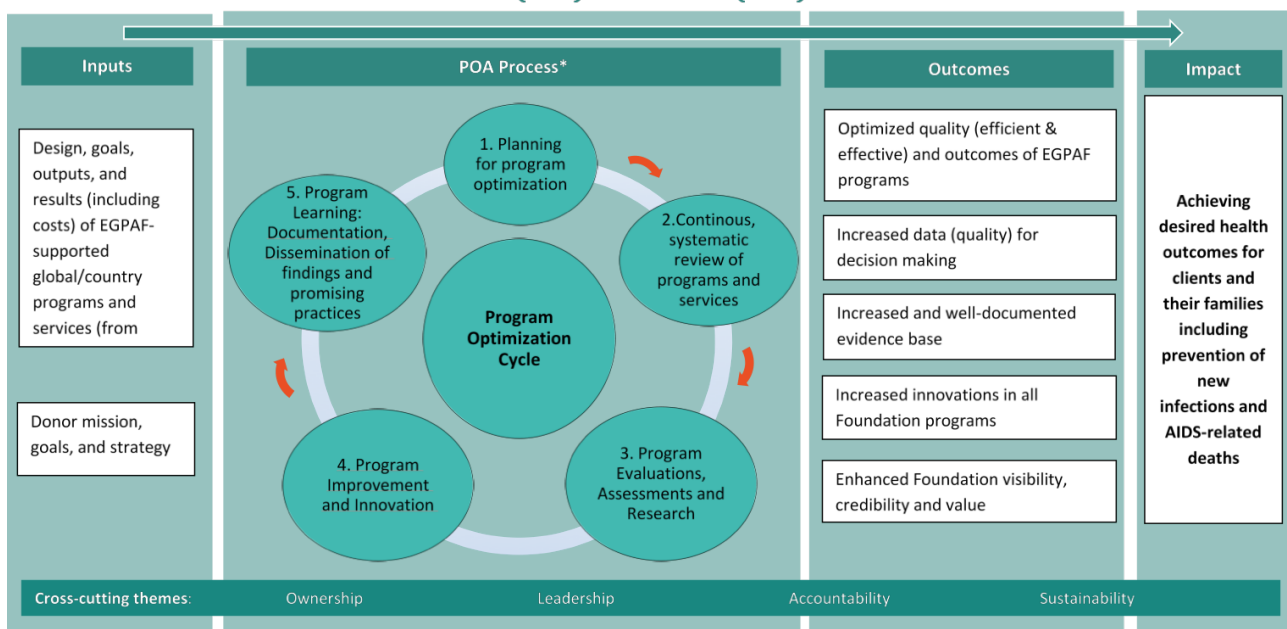 Inputs
POA Process*
Outcomes
Impact
Design, goals,
outputs, and
results (including
costs) of EGPAF-
supported
global/country
programs and
services (from
Donor mission,
goals, and strategy
1. Planning
for program
optimization
2.Continous,
systematic
review of
programs and
services
3. Program
Evaluations,
Assessments and
Research
4. Program
Improvement
and Innovation
5. Program
Learning:
Documentation,
Dissemination of
findings and
promising
practices
Program
Optimization
Cycle
Optimized quality (efficient &
effective) and outcomes of EGPAF
programs
Increased data (quality) for
decision making
Increased and well-documented
evidence base
Increased innovations in all
Foundation programs
Enhanced Foundation visibility,
credibility and value
Achieving
desired health
outcomes for
clients and
their families
including
prevention of
new
infections and
AIDS-related
deaths
Cross-cutting themes: Ownership Leadership Accountability Sustainability